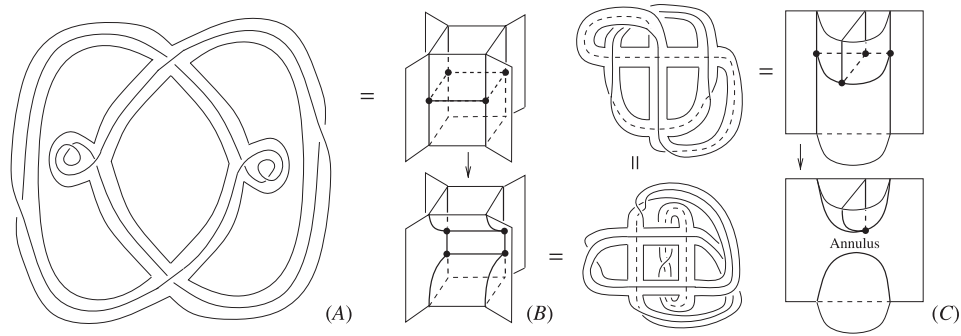 =
=
=
=
Annulus
(A)
(B)
(C)